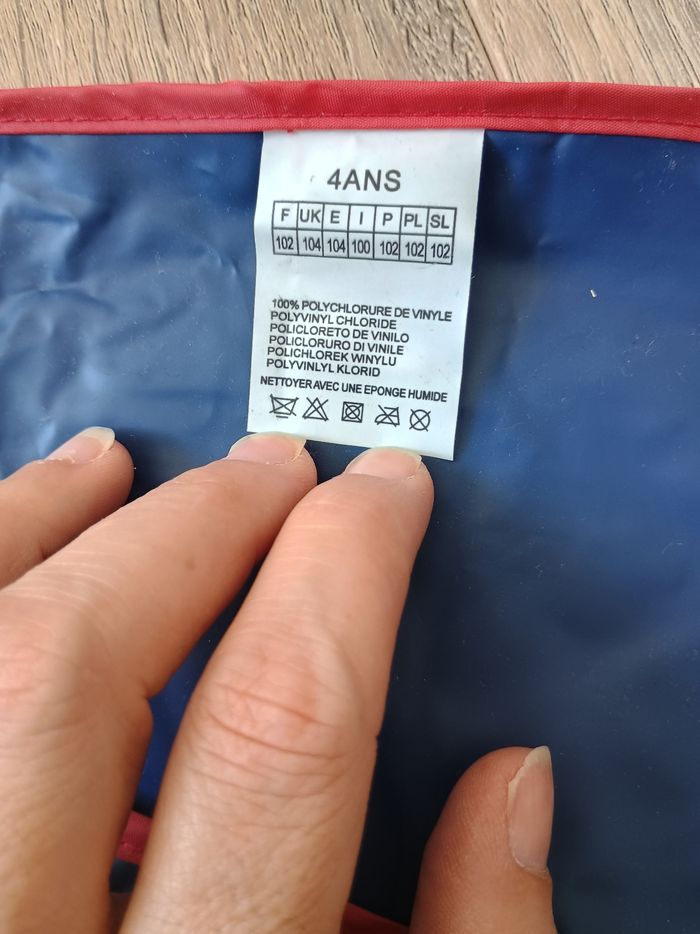 4ANS
F UK E I P PL SL
102 104 104 100 102 102 102
100% POLYCHLORURE DE VINYLE
POLYVINYL CHLORIDE
POLICLORETO DE VINILO
POLICLORURO DI VINILE
POLICHLOREK WINYLU
POLYVINLYL KLORID
NETTOYER AVEC UNE EPONGE HUMIDE